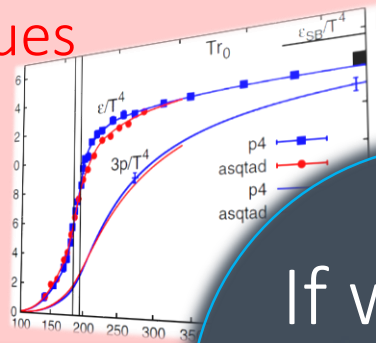 ues
Tr₀
ε_SB/T⁴
6
4
2
0
8
6
4
2
0
ε/T⁴
3p/T⁴
p4
asqtad
p4
asqtad
100 150 200 250 300 35
If